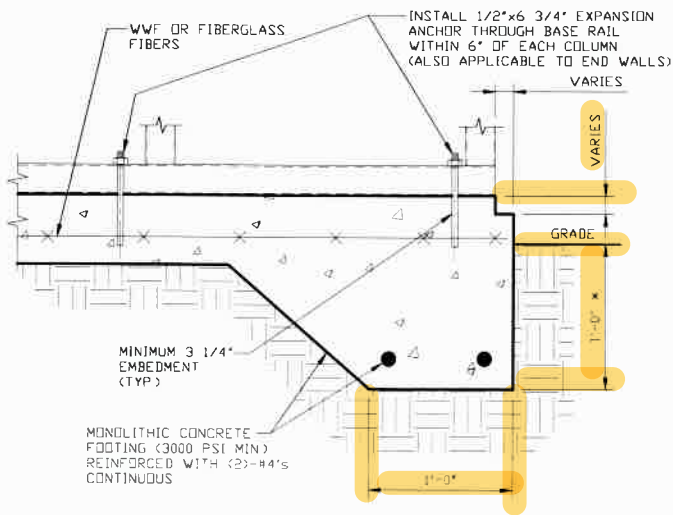 WWF OR FIBERGLASS
FIBERS
INSTALL 1/2"x6 3/4" EXPANSION
ANCHOR THROUGH BASE RAIL
WITHIN 6" OF EACH COLUMN
(ALSO APPLICABLE TO END WALLS)
VARIES
VARIES
GRADE
1'-0" *
MINIMUM 3 1/4"
EMBEDMENT
(TYP)
MONOLITHIC CONCRETE
FOOTING (3000 PSI MIN)
REINFORCED WITH (2)-#4's
CONTINUOUS
1'-0"